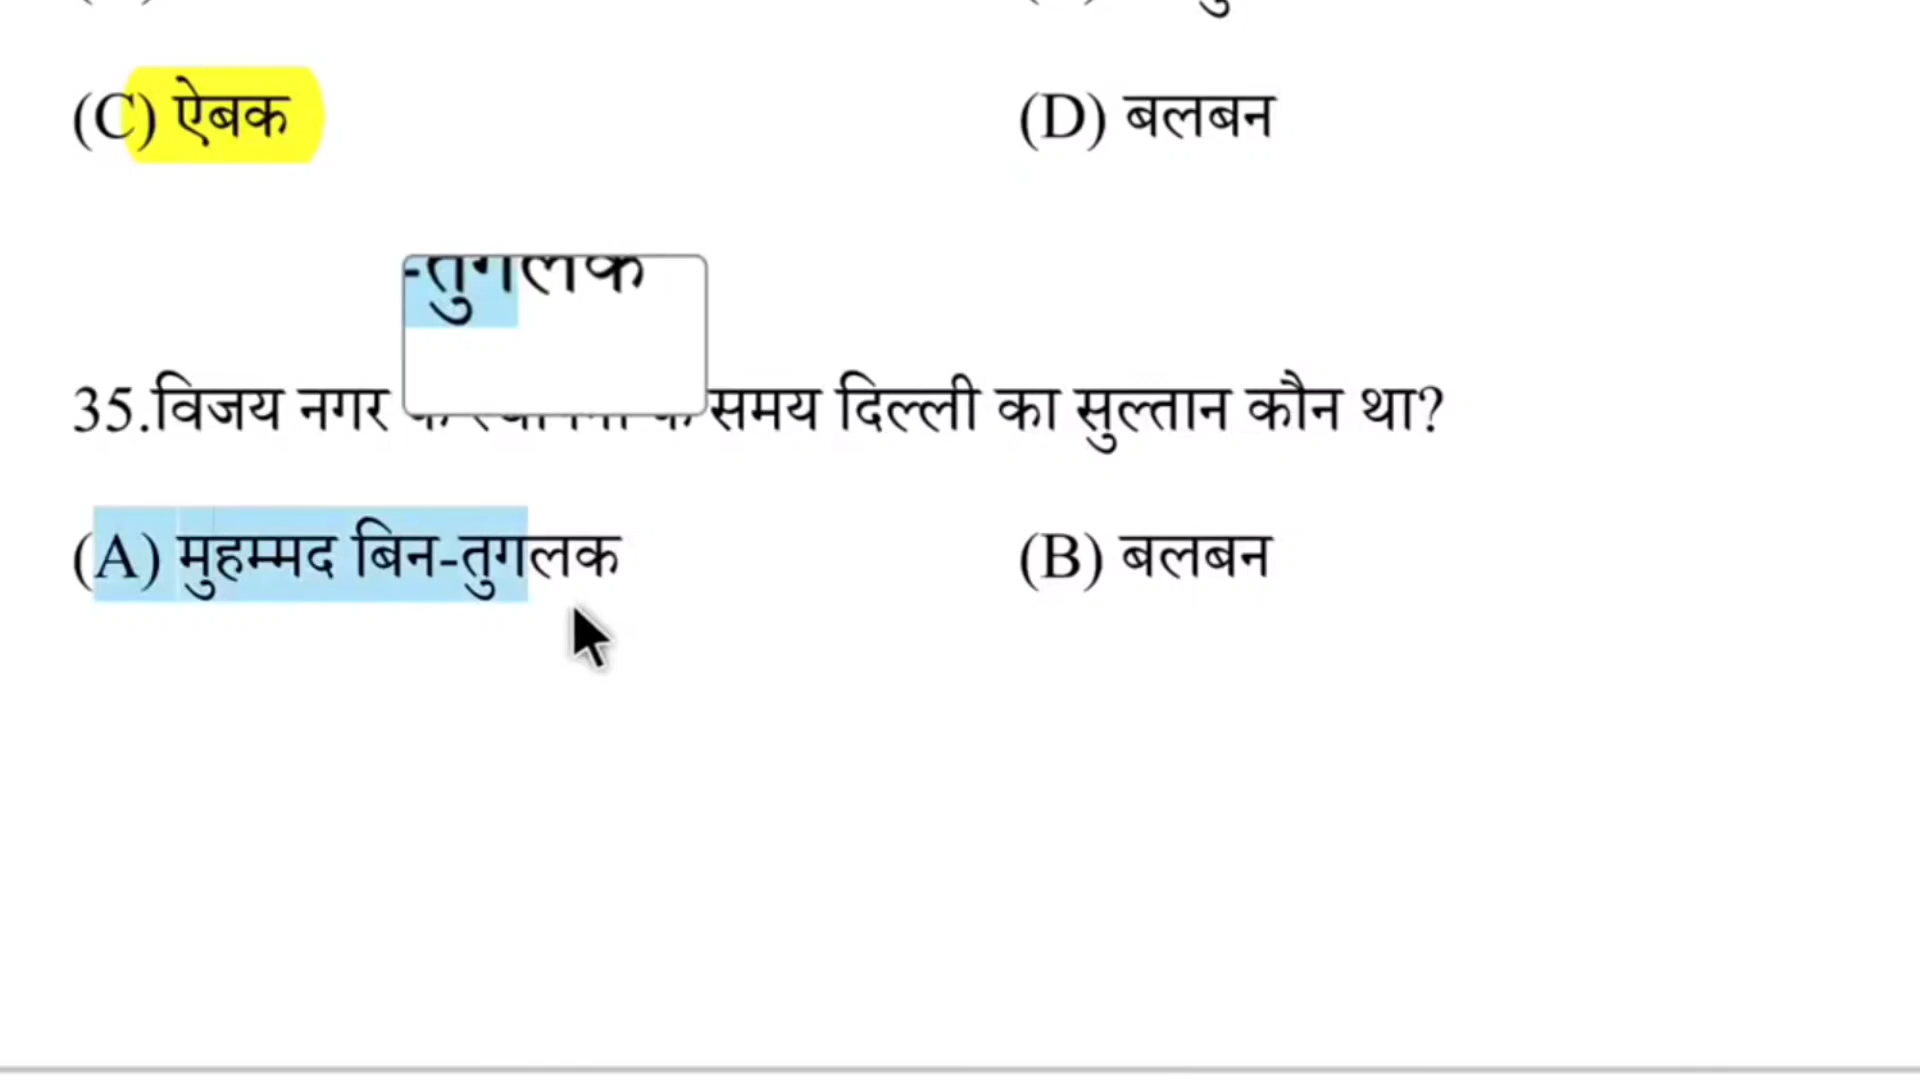 (C) ऐबक
(D) बलबन
-तुगलक
35.विजय नगर समय दिल्ली का सुल्तान कौन था?
(A) मुहम्मद बिन-तुगलक
(B) बलबन